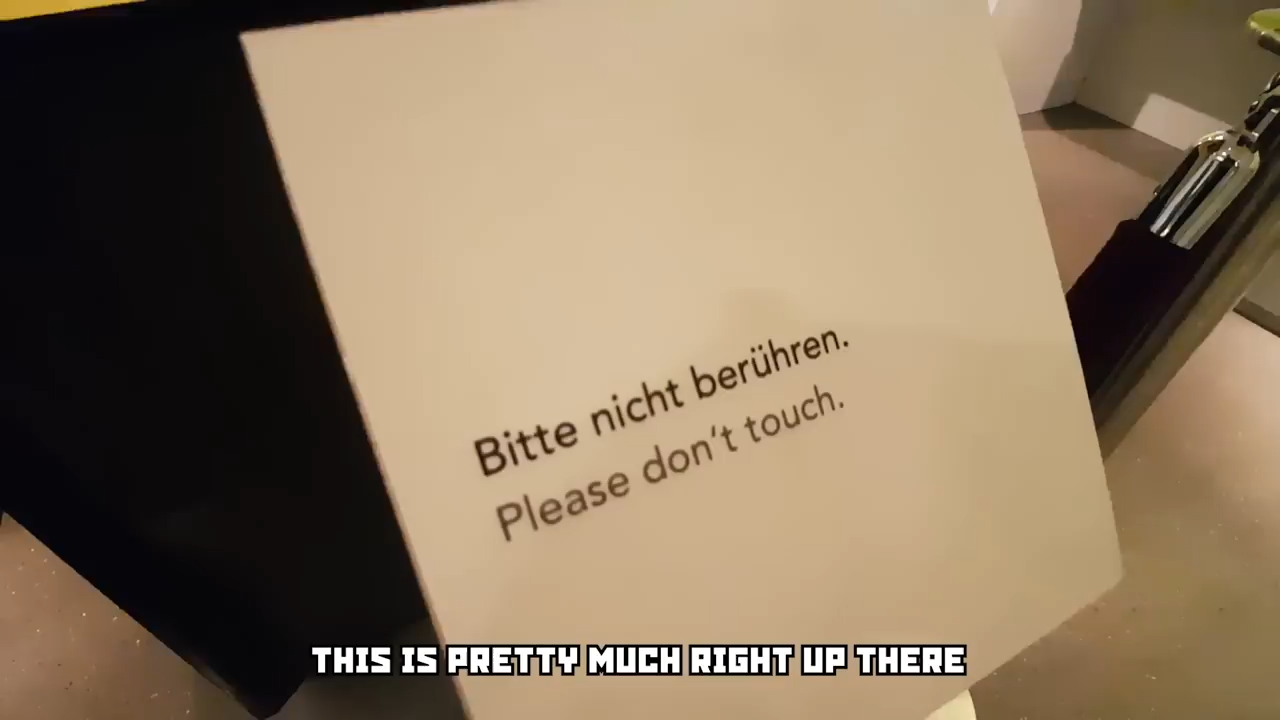 Bitte nicht berühren.
Please don't touch.
THIS IS PRETTY MUCH RIGHT UP THERE